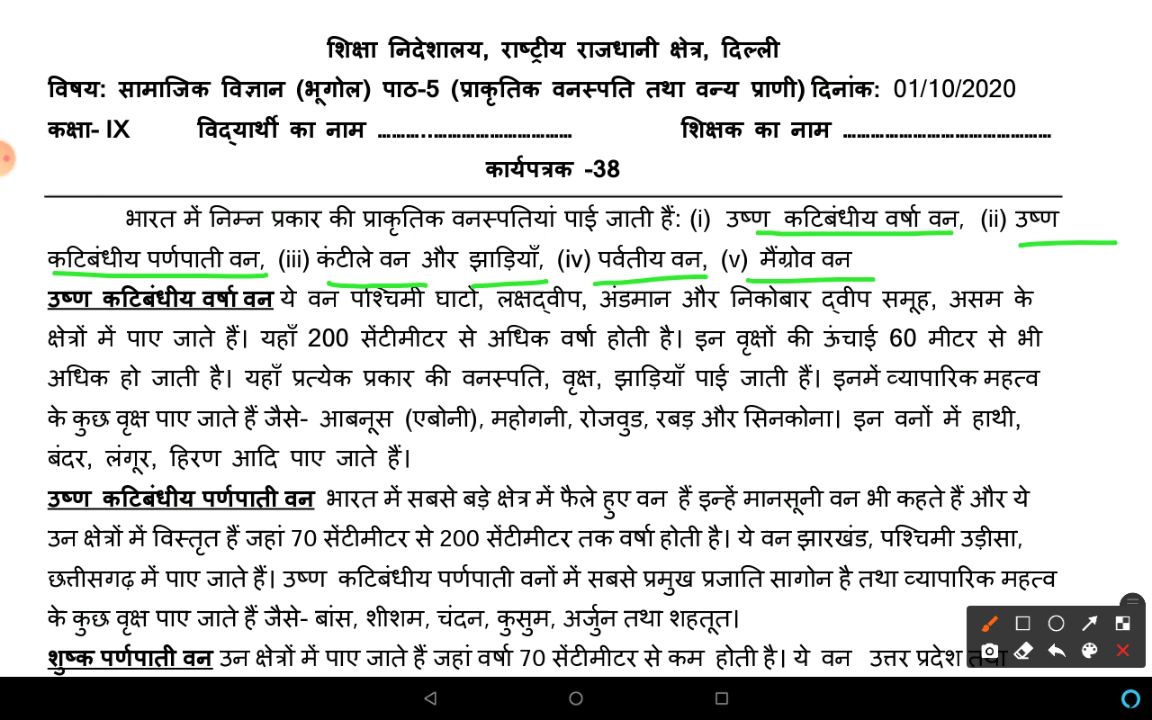 शिक्षा निदेशालय, राष्ट्रीय राजधानी क्षेत्र, दिल्ली
विषय: सामाजिक विज्ञान (भूगोल) पाठ-5 (प्राकृतिक वनस्पति तथा वन्य प्राणी) दिनांक: 01/10/2020
कक्षा- IX विद्यार्थी का नाम ................................... शिक्षक का नाम ...............................................
कार्यपत्रक -38
भारत में निम्न प्रकार की प्राकृतिक वनस्पतियां पाई जाती हैं: (i) उष्ण कटिबंधीय वर्षा वन, (ii) उष्ण
कटिबंधीय पर्णपाती वन, (iii) कंटीले वन और झाड़ियाँ, (iv) पर्वतीय वन, (v) मैंग्रोव वन
उष्ण कटिबंधीय वर्षा वन ये वन पश्चिमी घाटो, लक्षद्वीप, अंडमान और निकोबार द्वीप समूह, असम के
क्षेत्रों में पाए जाते हैं। यहाँ 200 सेंटीमीटर से अधिक वर्षा होती है। इन वृक्षों की ऊंचाई 60 मीटर से भी
अधिक हो जाती है। यहाँ प्रत्येक प्रकार की वनस्पति, वृक्ष, झाड़ियाँ पाई जाती हैं। इनमें व्यापारिक महत्व
के कुछ वृक्ष पाए जाते हैं जैसे- आबनूस (एबोनी), महोगनी, रोजवुड, रबड़ और सिनकोना। इन वनों में हाथी,
बंदर, लंगूर, हिरण आदि पाए जाते हैं।
उष्ण कटिबंधीय पर्णपाती वन भारत में सबसे बड़े क्षेत्र में फैले हुए वन हैं इन्हें मानसूनी वन भी कहते हैं और ये
उन क्षेत्रों में विस्तृत हैं जहां 70 सेंटीमीटर से 200 सेंटीमीटर तक वर्षा होती है। ये वन झारखंड, पश्चिमी उड़ीसा,
छत्तीसगढ़ में पाए जाते हैं। उष्ण कटिबंधीय पर्णपाती वनों में सबसे प्रमुख प्रजाति सागोन है तथा व्यापारिक महत्व
के कुछ वृक्ष पाए जाते हैं जैसे- बांस, शीशम, चंदन, कुसुम, अर्जुन तथा शहतूत।
शुष्क पर्णपाती वन उन क्षेत्रों में पाए जाते हैं जहां वर्षा 70 सेंटीमीटर से कम होती है। ये वन उत्तर प्रदेश तथा